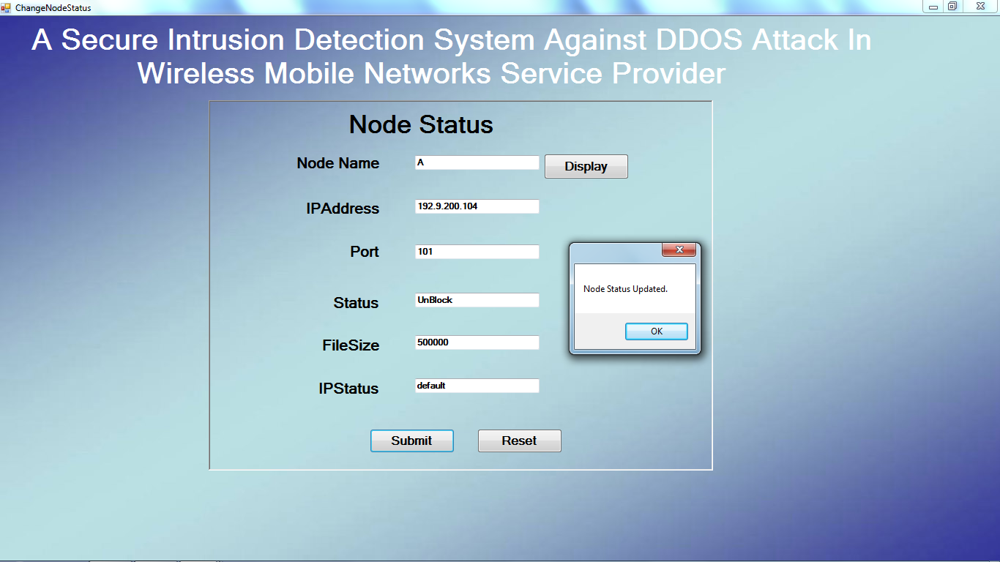 ChangeNodeStatus
A Secure Intrusion Detection System Against DDOS Attack In
Wireless Mobile Networks Service Provider
Node Status
Node Name A Display
IPAddress 192.9.200.104
Port 101
Node Status Updated.
OK
Status UnBlock
FileSize 500000
IPStatus default
Submit Reset